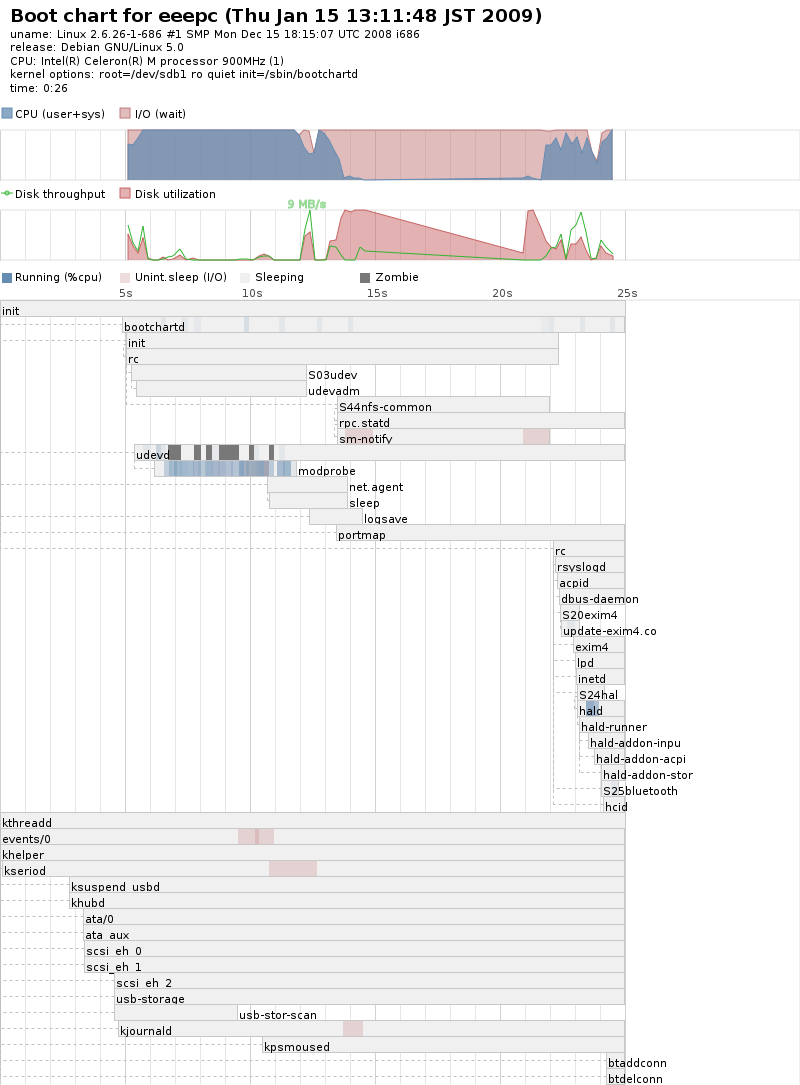 Boot chart for eeepc (Thu Jan 15 13:11:48 JST 2009)
uname: Linux 2.6.26-1-686 #1 SMP Mon Dec 15 18:15:07 UTC 2008 i686
release: Debian GNU/Linux 5.0
CPU: Intel(R) Celeron(R) M processor 900MHz (1)
kernel options: root=/dev/sdb1 ro quiet init=/sbin/bootchartd
time: 0:26
CPU (user+sys) I/O (wait)
Disk throughput Disk utilization
9 MB/s
Running (%cpu) Unint.sleep (I/O) Sleeping Zombie
5s 10s 15s 20s 25s
init
bootchartd
init
rc
S03udev
udevadm
S44nfs-common
rpc.statd
sm-notify
udevd
modprobe
net.agent
sleep
logsave
portmap
rc
rsyslogd
acpid
dbus-daemon
S20exim4
update-exim4.co
exim4
lpd
inetd
S24hal
hald
hald-runner
hald-addon-inpu
hald-addon-acpi
hald-addon-stor
S25bluetooth
hcid
kthreadd
events/0
khelper
kseriod
ksuspend_usbd
khubd
ata/0
ata_aux
scsi_eh_0
scsi_eh_1
scsi_eh_2
usb-storage
usb-stor-scan
kjournald
kpsmoused
btaddconn
btdelconn